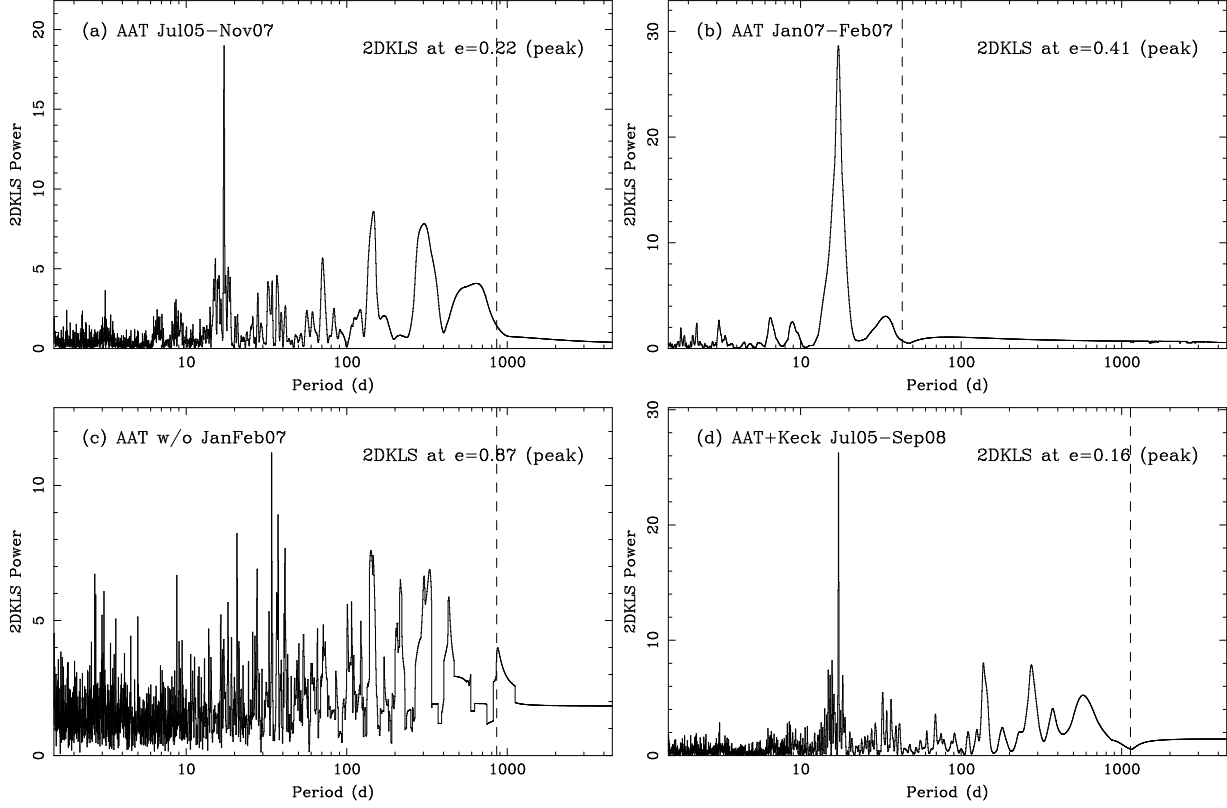 (a) AAT Jul05−Nov07
2DKLS at e=0.22 (peak)
2DKLS Power
0
5
10
15
20
10
100
1000
Period (d)
(b) AAT Jan07−Feb07
2DKLS at e=0.41 (peak)
2DKLS Power
0
10
20
30
10
100
1000
Period (d)
(c) AAT w/o JanFeb07
2DKLS at e=0.87 (peak)
2DKLS Power
0
5
10
10
100
1000
Period (d)
(d) AAT+Keck Jul05−Sep08
2DKLS at e=0.16 (peak)
2DKLS Power
0
10
20
30
10
100
1000
Period (d)